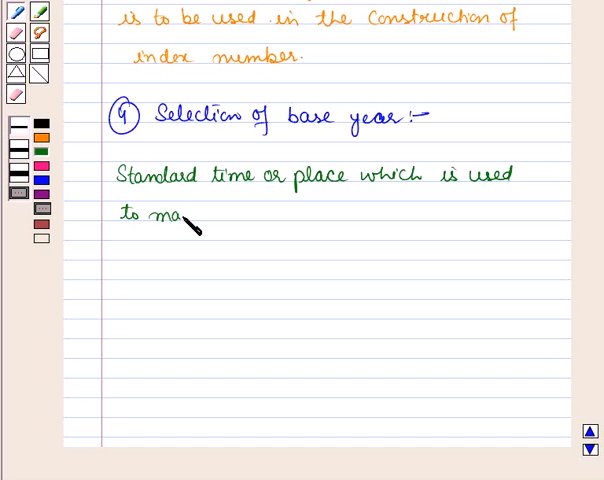 is to be used in the Construction of
index number.
④ Selection of base year:-
Standard time or place which is used
to ma